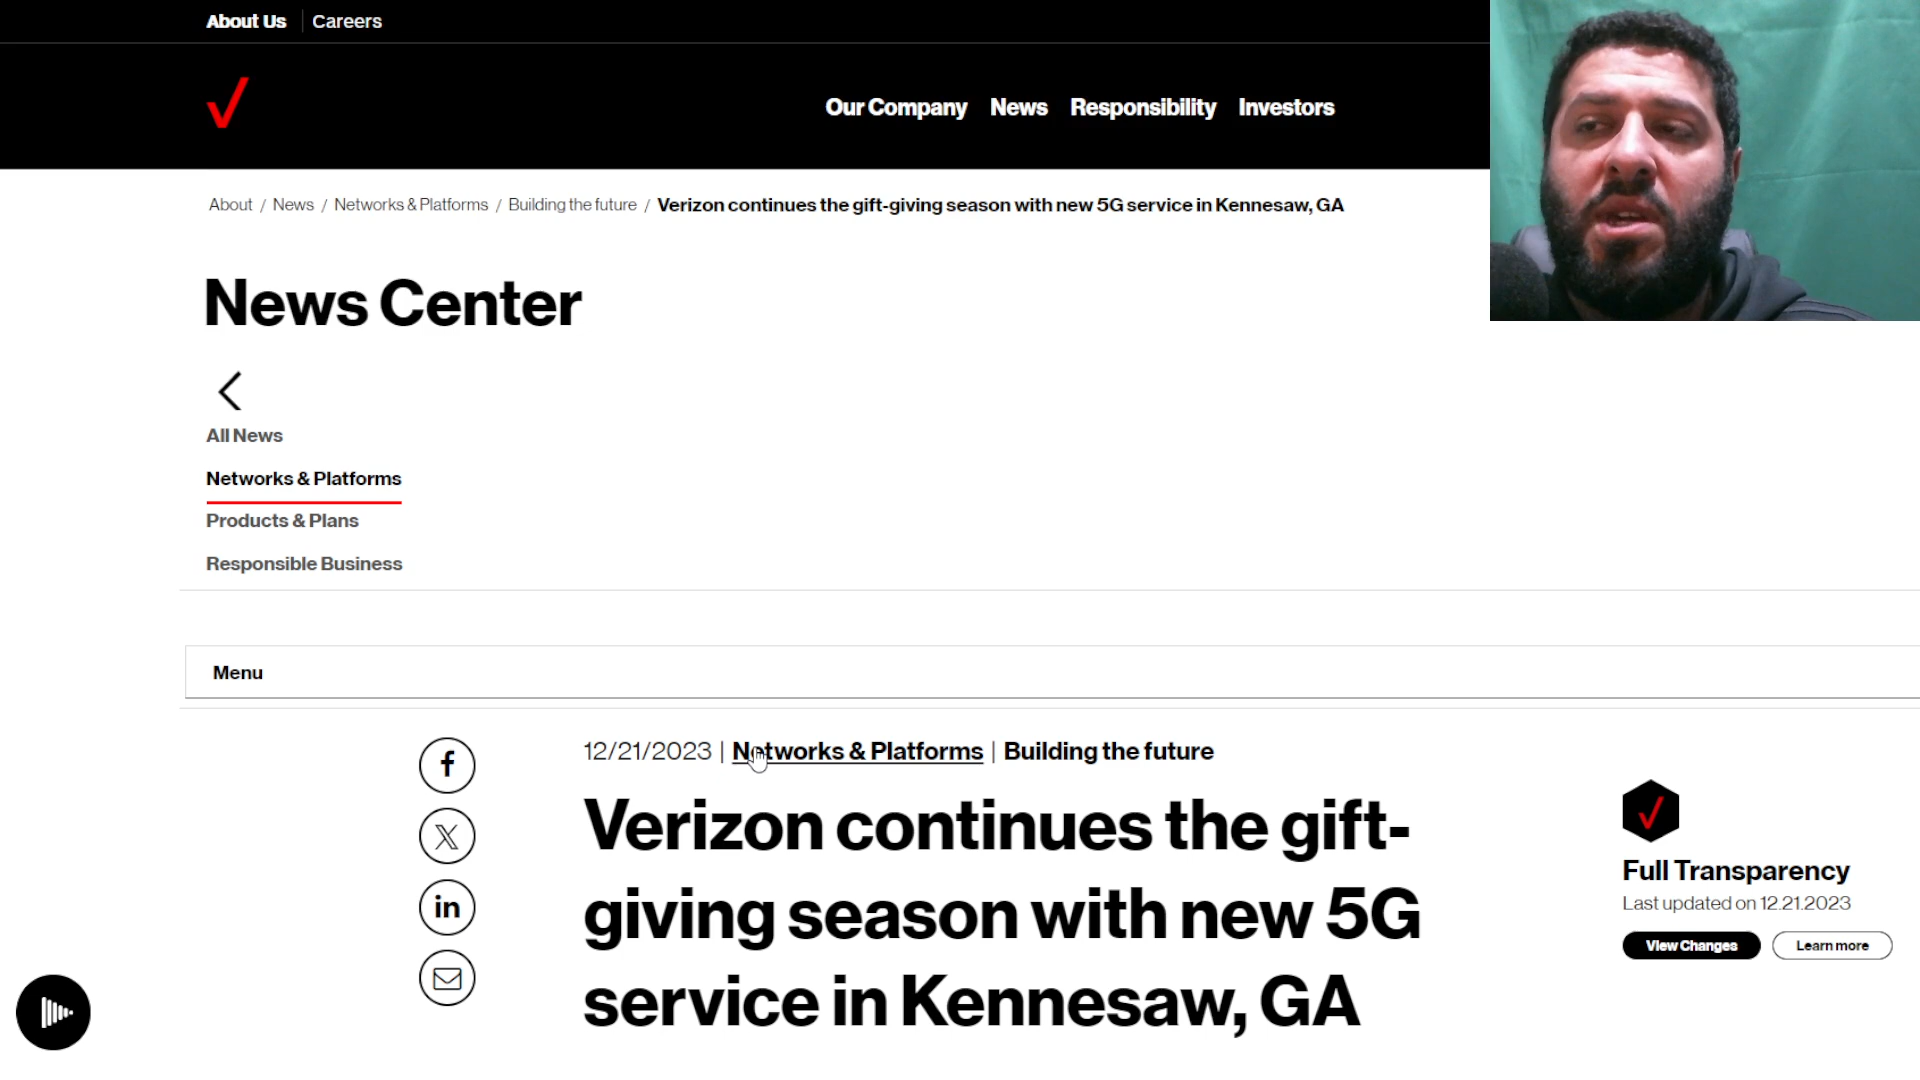 About Us Careers
Our Company News Responsibility Investors
About / News / Networks & Platforms / Building the future / Verizon continues the gift-giving season with new 5G service in Kennesaw, GA
News Center
All News
Networks & Platforms
Products & Plans
Responsible Business
Menu
12/21/2023 | Networks & Platforms | Building the future
Verizon continues the gift-
giving season with new 5G
service in Kennesaw, GA
Full Transparency
Last updated on 12.21.2023
View Changes Learn more